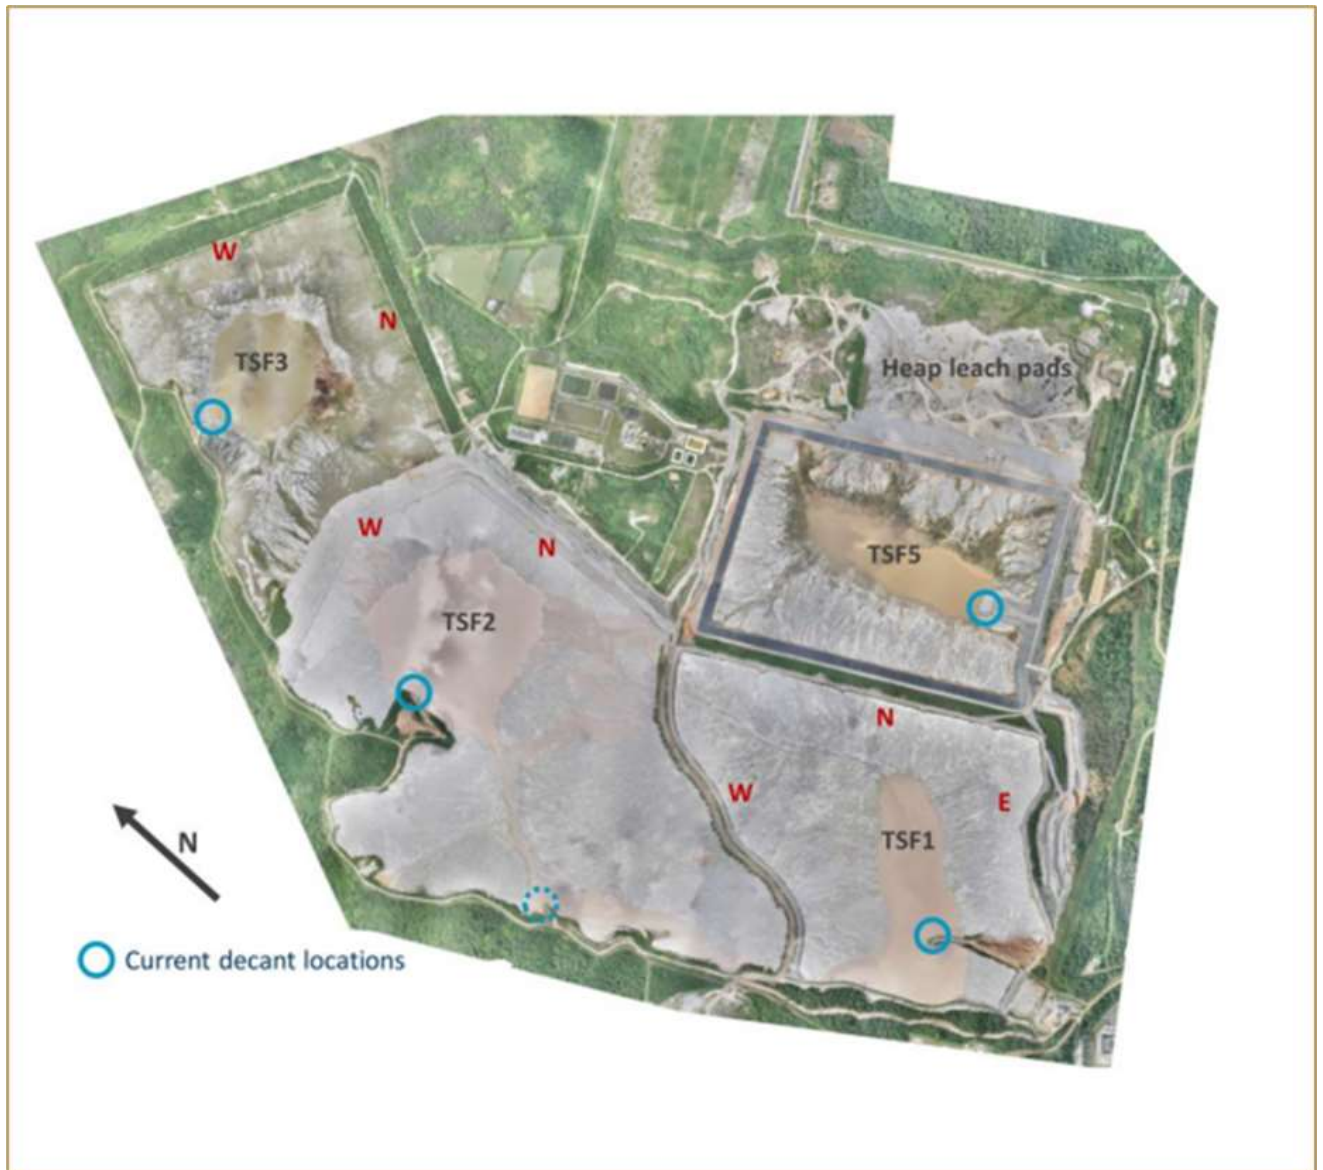 W
N
TSF3
Heap leach pads
W
N
TSF5
TSF2
N
W
E
TSF1
N
Current decant locations